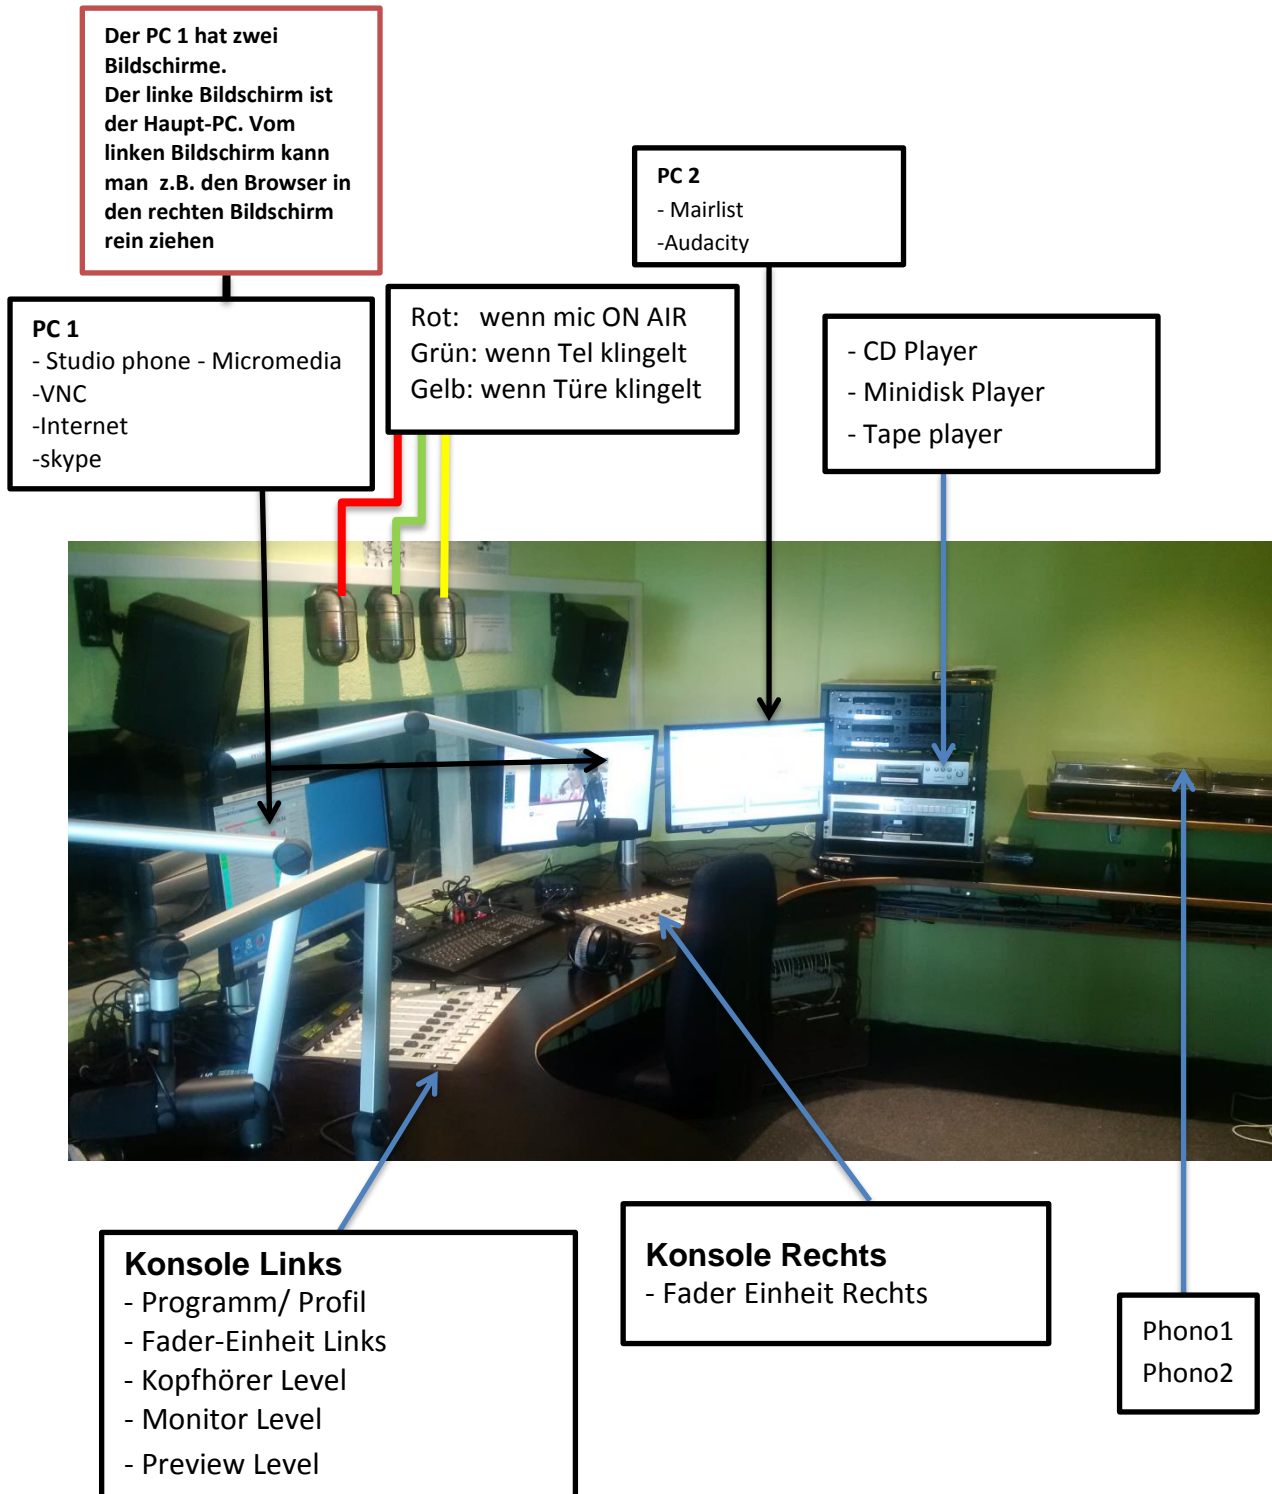 Der PC 1 hat zwei
Bildschirme.
Der linke Bildschirm ist
der Haupt-PC. Vom
linken Bildschirm kann
man z.B. den Browser in
den rechten Bildschirm
rein ziehen
PC 1
- Studio phone - Micromedia
-VNC
-Internet
-skype
Rot: wenn mic ON AIR
Grün: wenn Tel klingelt
Gelb: wenn Türe klingelt
PC 2
- Mairlist
-Audacity
- CD Player
- Minidisk Player
- Tape player
Konsole Links
- Programm/ Profil
- Fader-Einheit Links
- Kopfhörer Level
- Monitor Level
- Preview Level
Konsole Rechts
- Fader Einheit Rechts
Phono1
Phono2